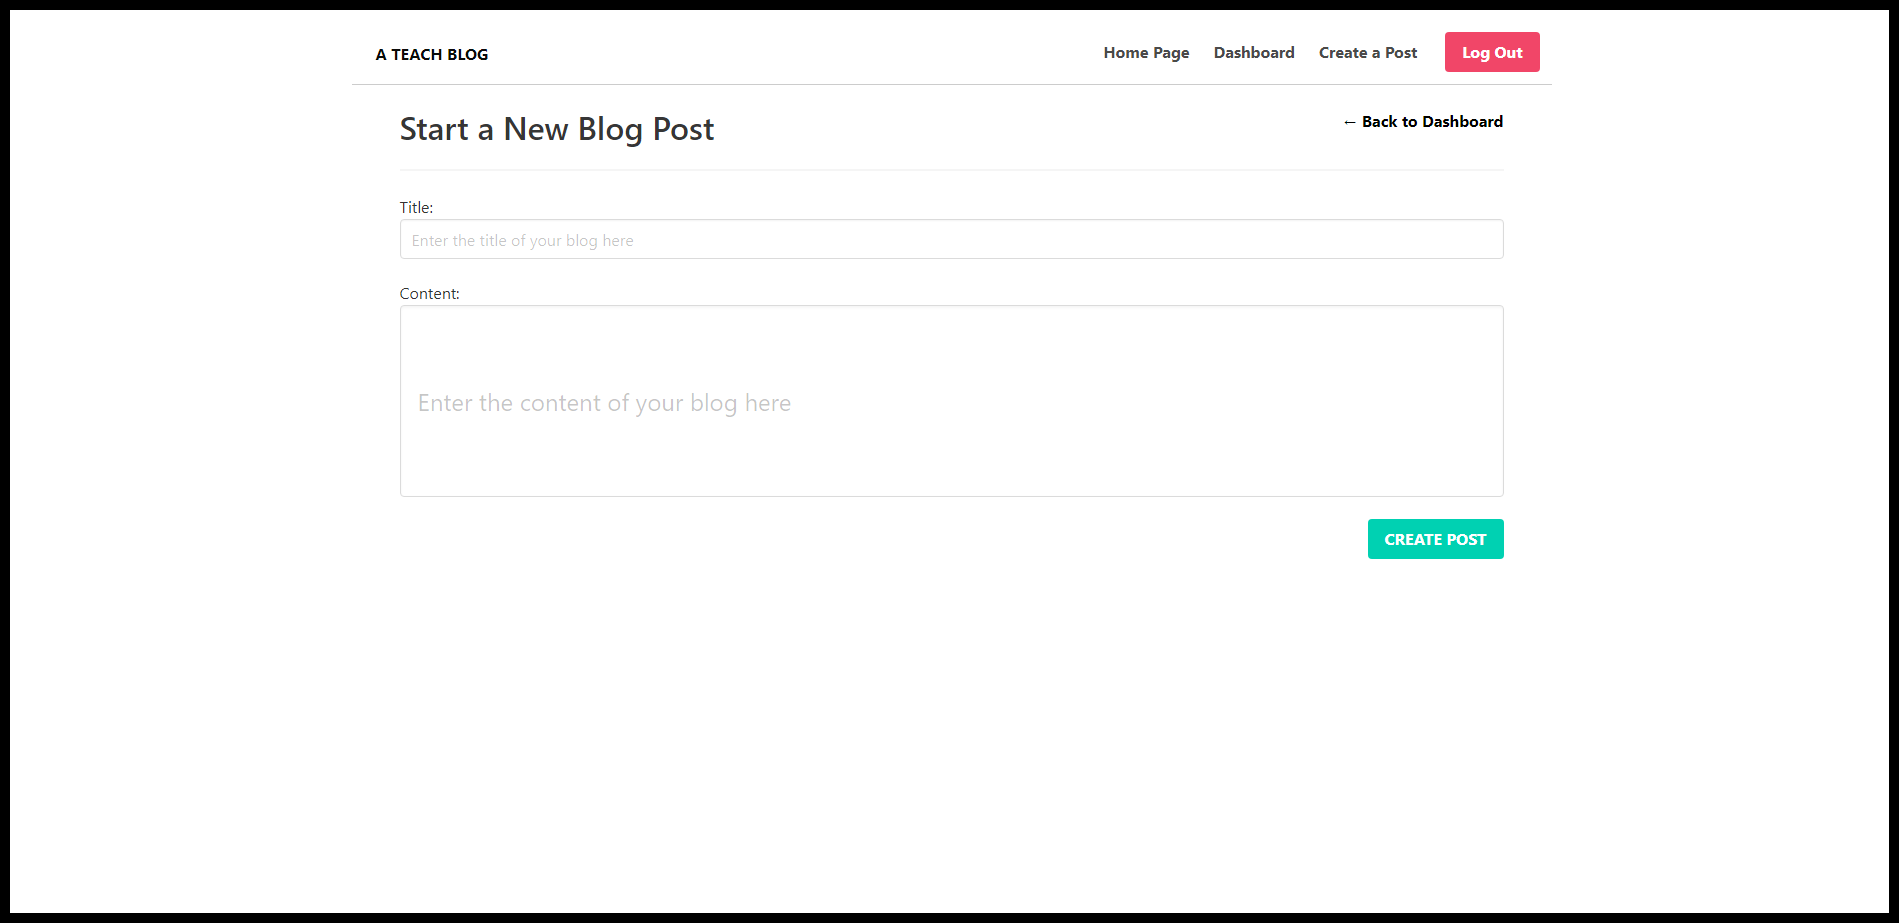 A TEACH BLOG
Home Page Dashboard Create a Post Log Out
Start a New Blog Post
← Back to Dashboard
Title:
Enter the title of your blog here
Content:
Enter the content of your blog here
CREATE POST